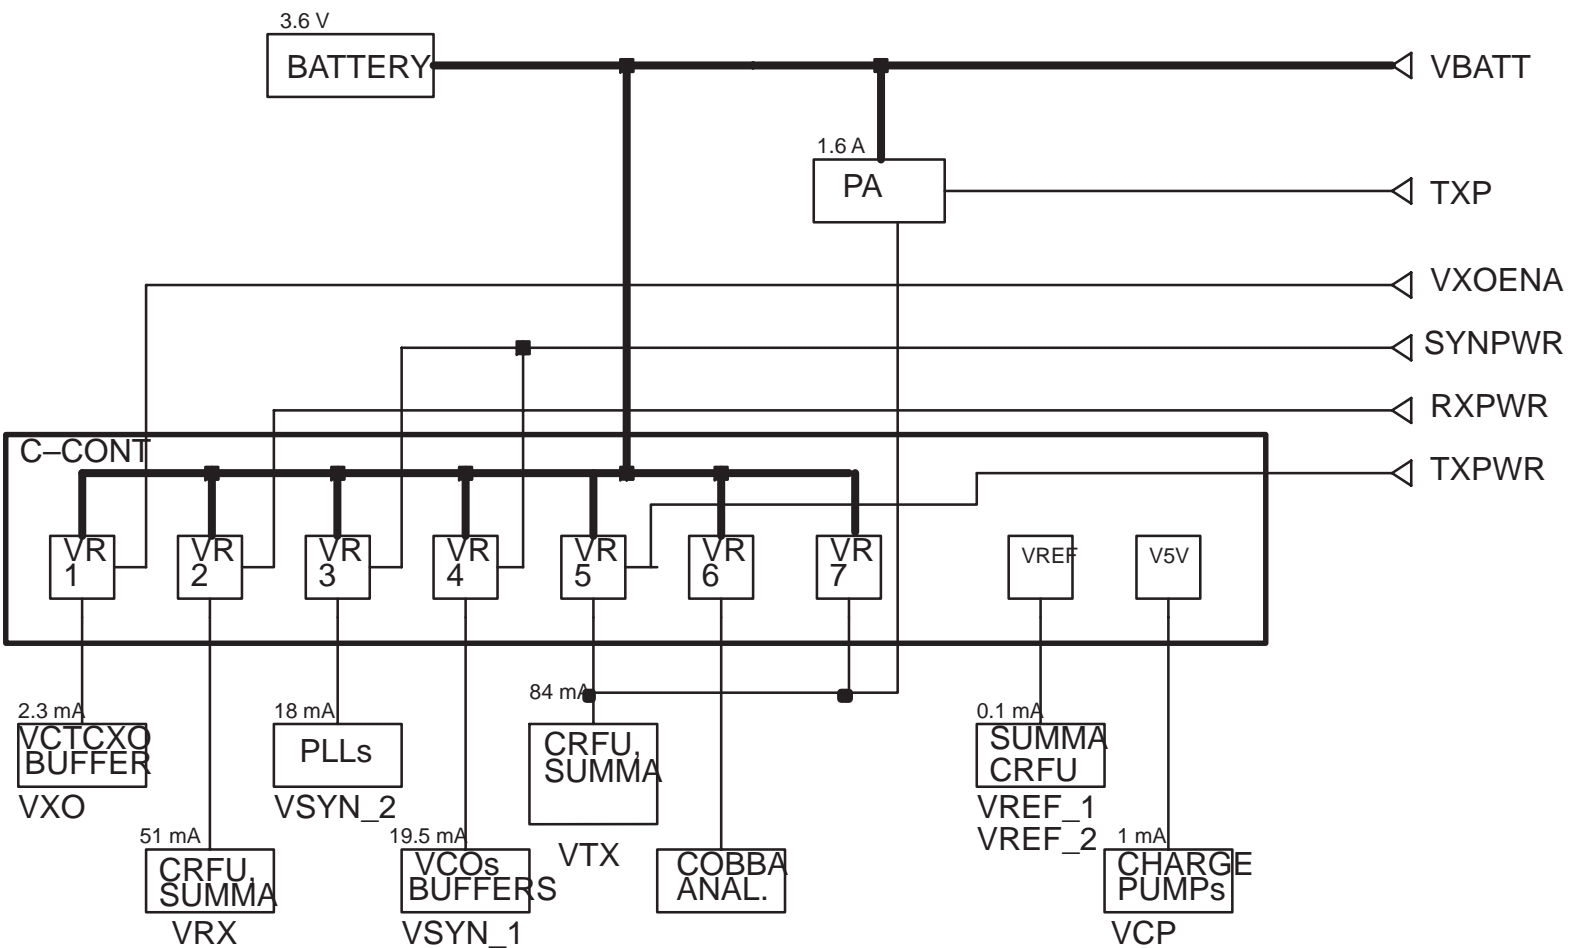 3.6 V
BATTERY
VBATT
1.6 A
PA
TXP
VXOENA
SYNPWR
RXPWR
C–CONT
TXPWR
VR
1
VR
2
VR
3
VR
4
VR
5
VR
6
VR
7
VREF
V5V
2.3 mA
VCTCXO
BUFFER
VXO
18 mA
PLLs
VSYN_2
84 mA
CRFU,
SUMMA
VTX
0.1 mA
SUMMA
CRFU
VREF_1
VREF_2
51 mA
CRFU,
SUMMA
VRX
19.5 mA
VCOs
BUFFERS
VSYN_1
COBBA
ANAL.
1 mA
CHARGE
PUMPs
VCP